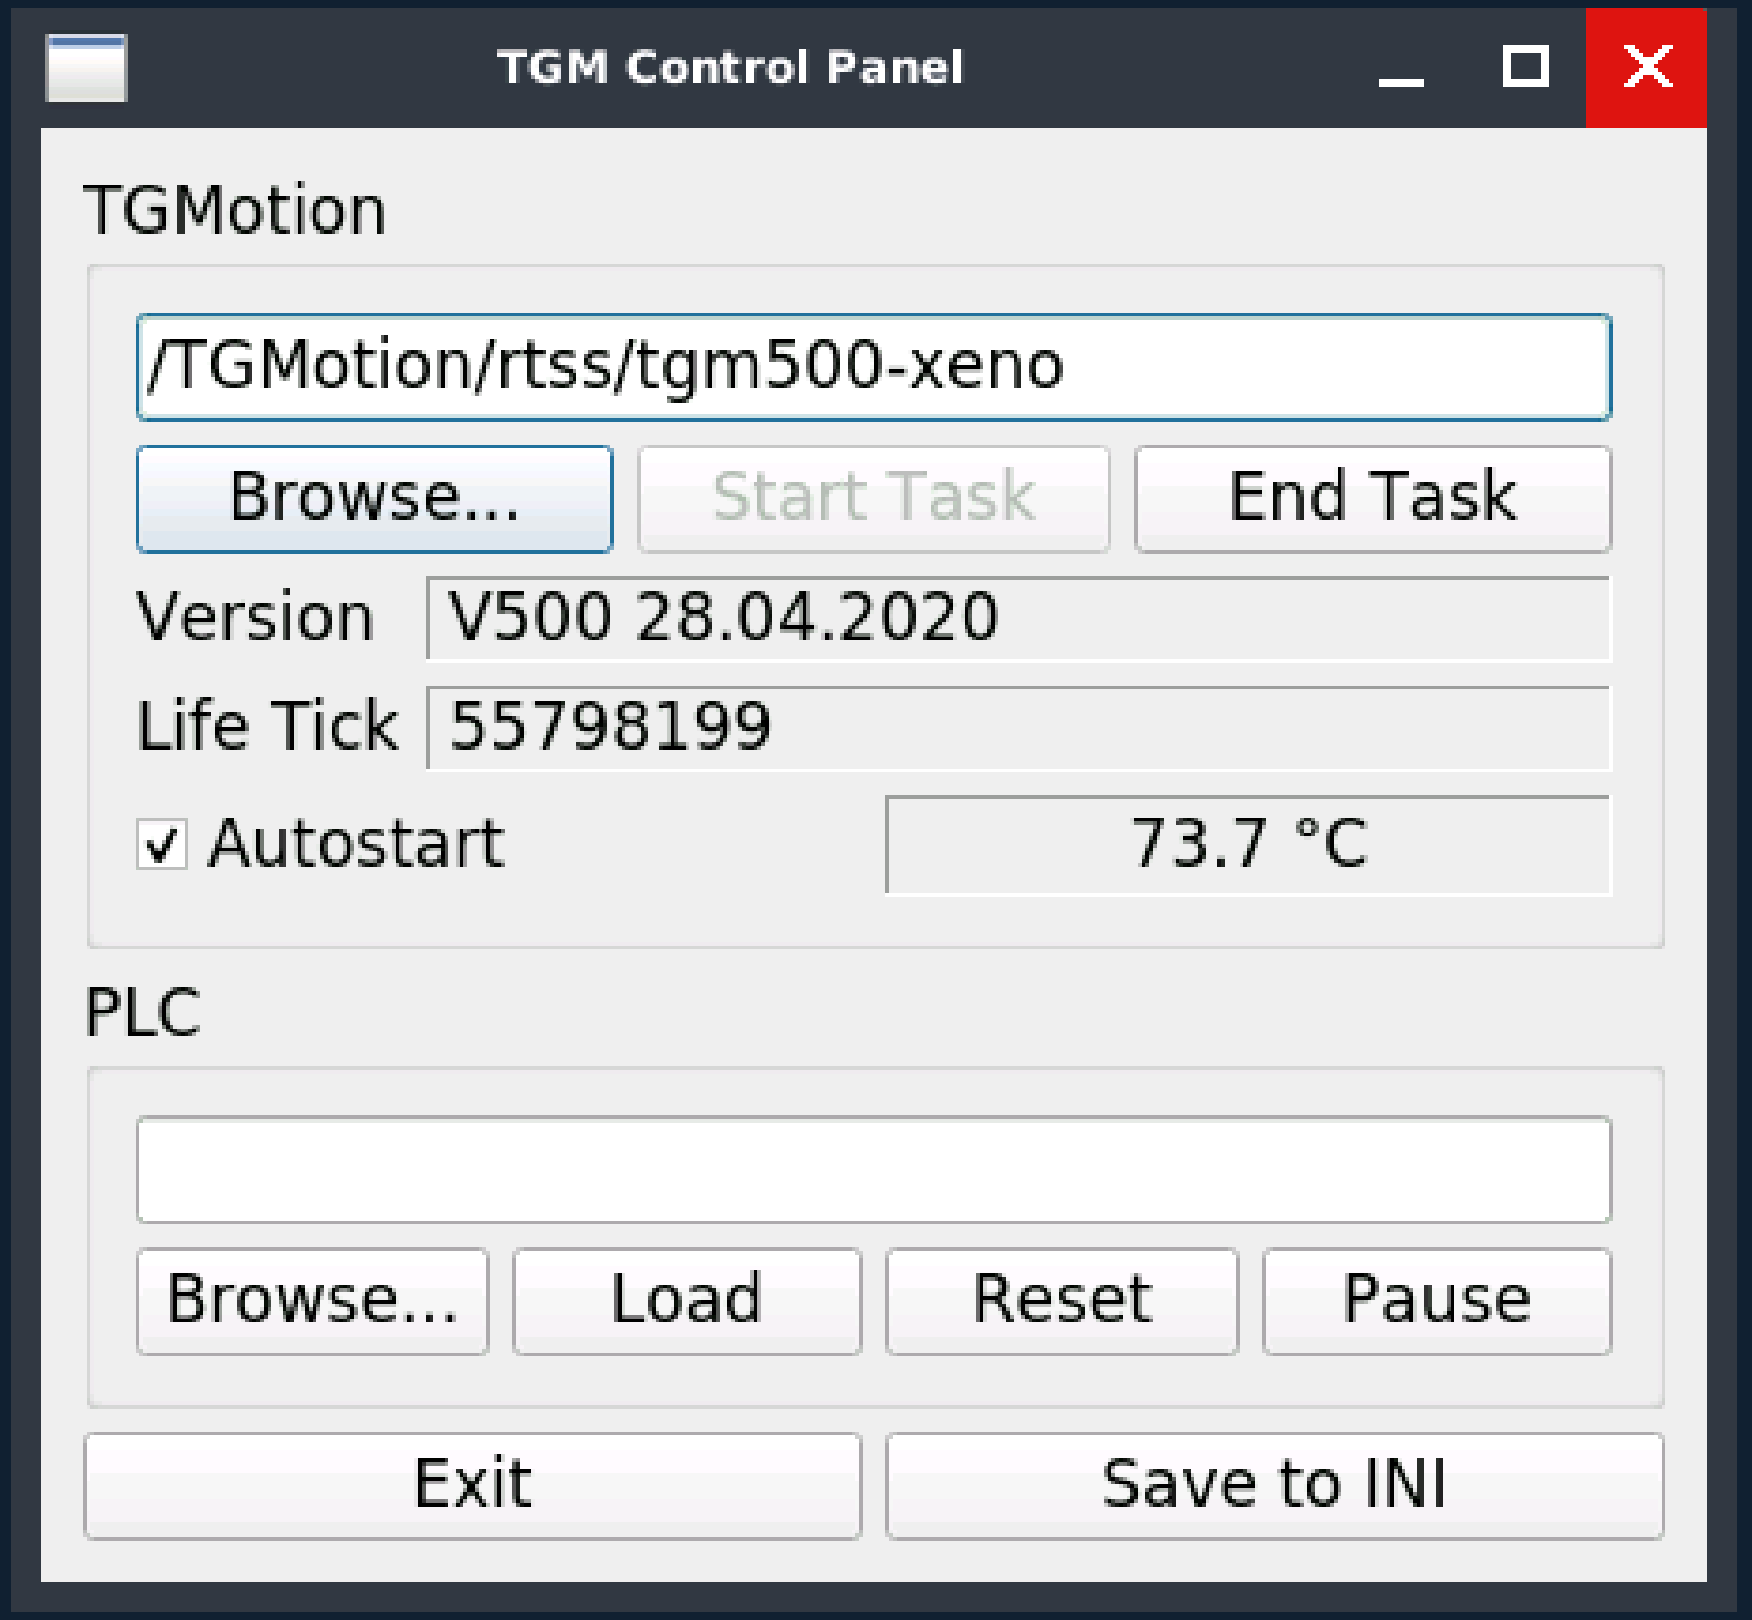 TGM Control Panel
TGMotion
/TGMotion/rtss/tgm500-xeno
Browse... Start Task End Task
Version V500 28.04.2020
Life Tick 55798199
Autostart 73.7 °C
PLC
Browse... Load Reset Pause
Exit Save to INI